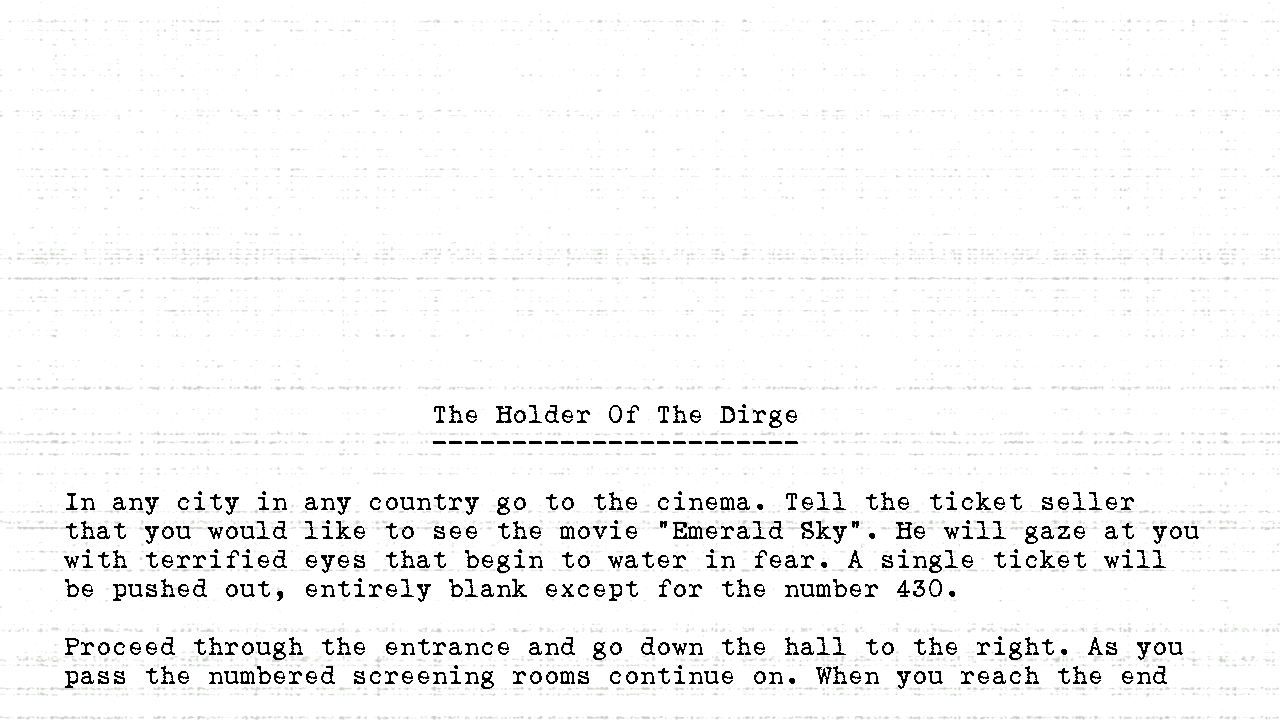 The Holder Of The Dirge
-----------------------
In any city in any country go to the cinema. Tell the ticket seller
that you would like to see the movie "Emerald Sky". He will gaze at you
with terrified eyes that begin to water in fear. A single ticket will
be pushed out, entirely blank except for the number 430.
Proceed through the entrance and go down the hall to the right. As you
pass the numbered screening rooms continue on. When you reach the end